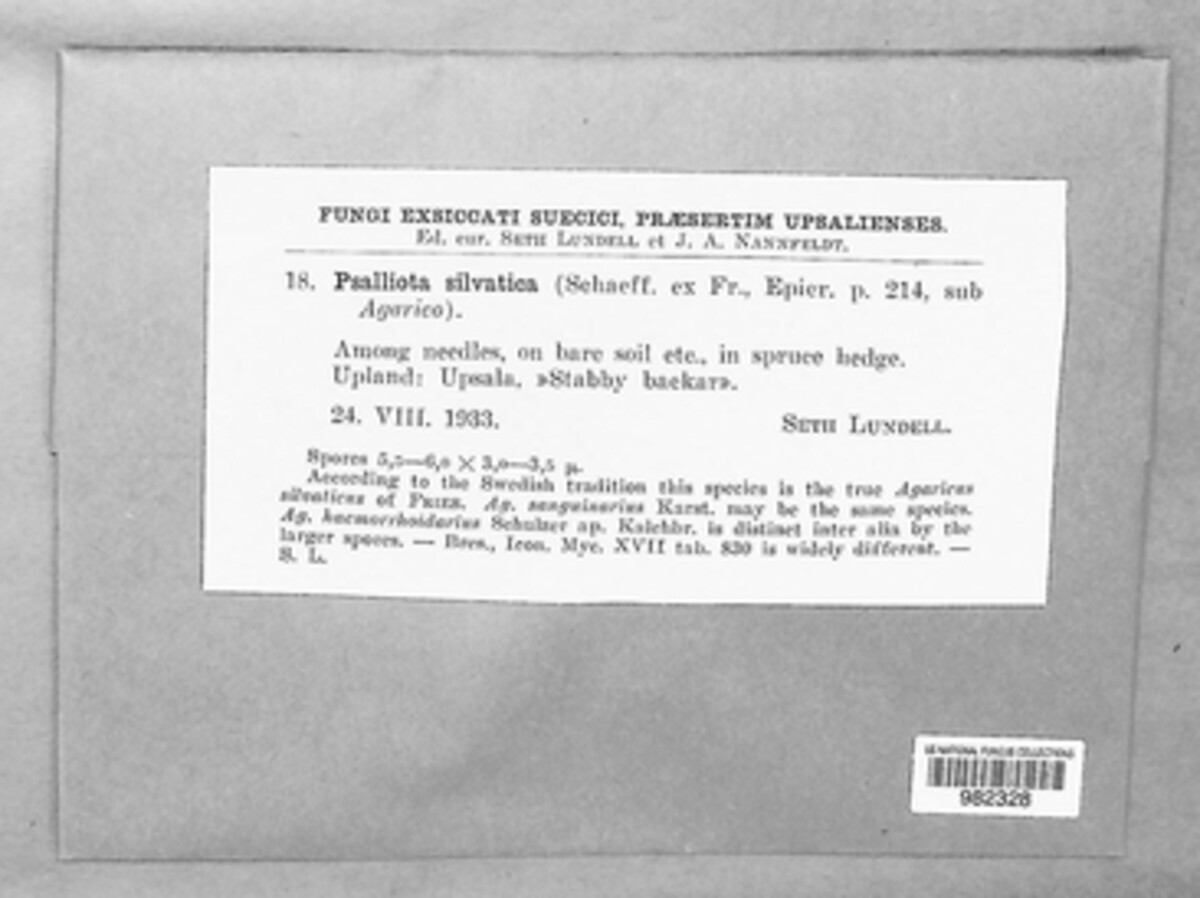 FUNGI EXSICCATI SUECICI, PRÆSERTIM UPSALIENSES.
Ed. cur. SETH LUNDELL et J. A. NANNFELDT.
18. Psalliota silvatica (Schaeff. ex Fr., Epicr. p. 214, sub
Agarico).
Among needles, on bare soil etc., in spruce hedge.
Upland: Upsala, »Stabby backar».
24. VIII. 1933. SETH LUNDELL.
Spores 5,5—6,0 × 3,0—3,5 µ.
According to the Swedish tradition this species is the true Agaricus
silvaticus of FRIES. Ag. sanguinarius Karst. may be the same species.
Ag. haemorrhoidarius Schulzer ap. Kalchbr. is distinct inter alia by the
larger spores. — Bres., Icon. Myc. XVII tab. 830 is widely different. —
S. L.
US NATIONAL FUNGUS COLLECTIONS
982328